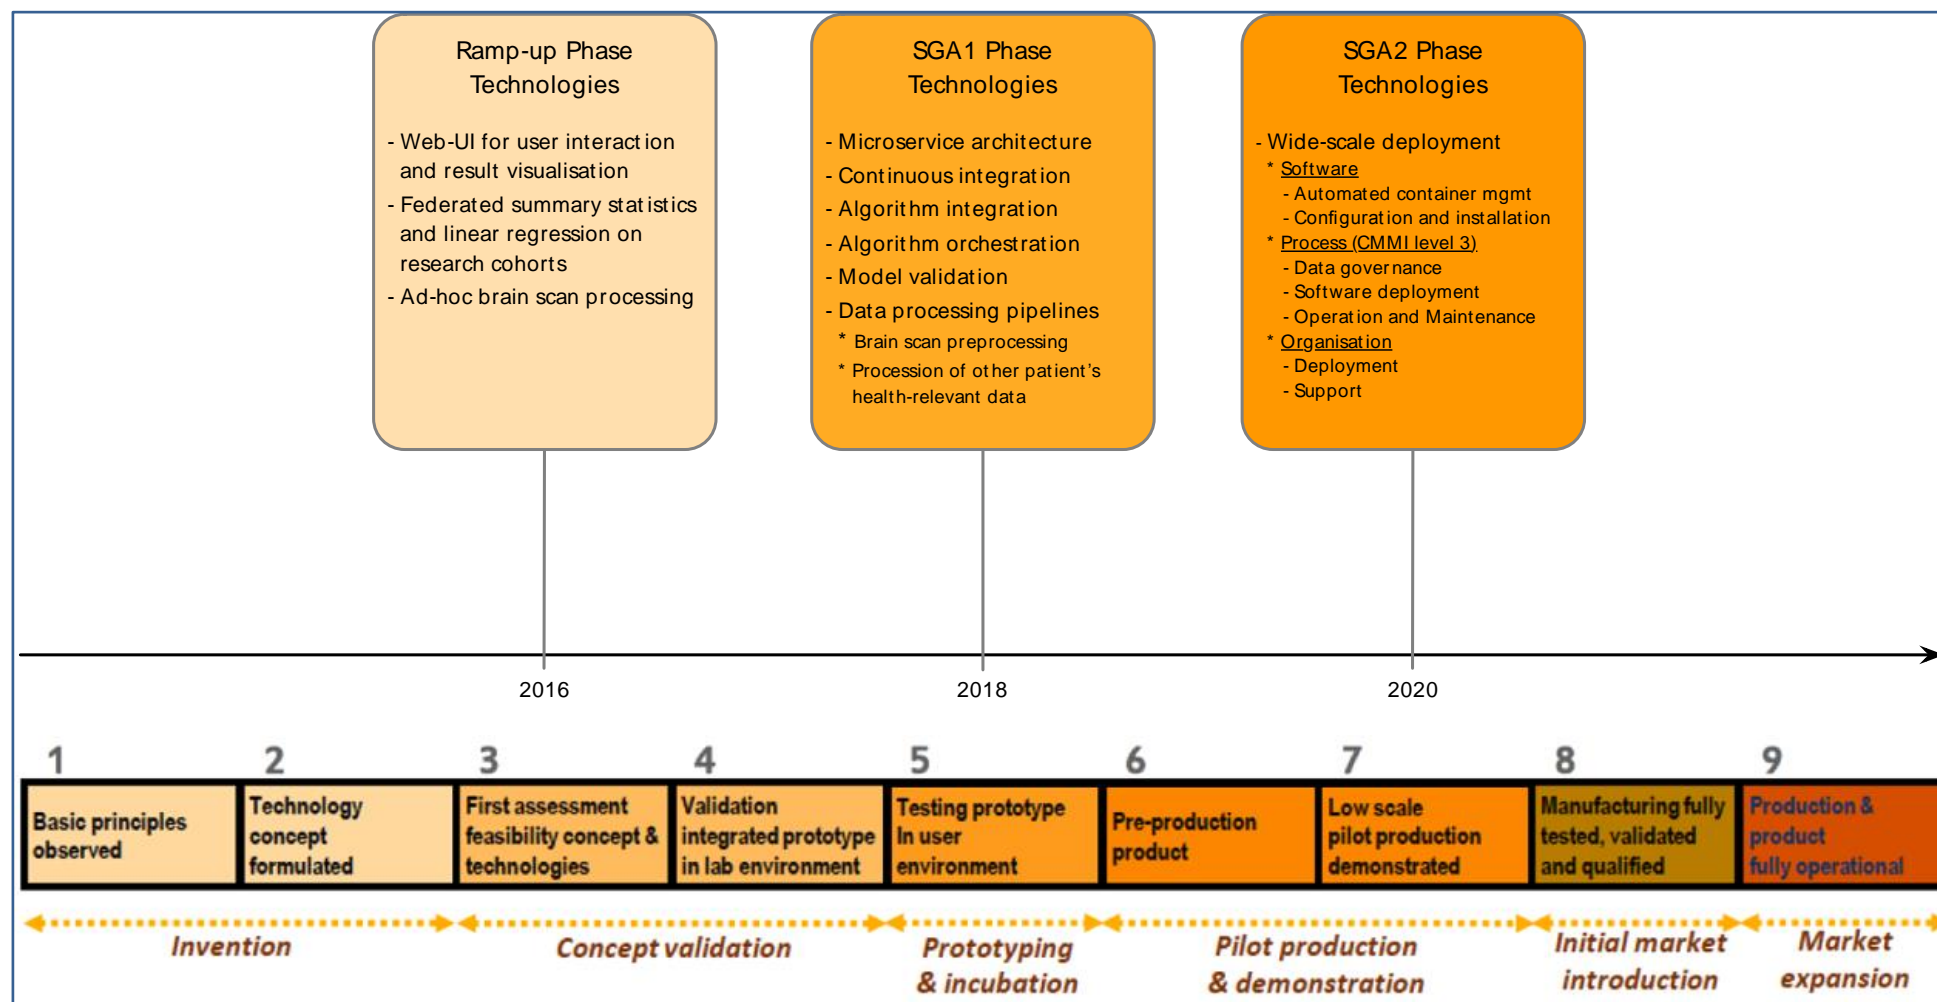 Ramp-up Phase
Technologies
- Web-UI for user interaction
and result visualisation
- Federated summary statistics
and linear regression on
research cohorts
- Ad-hoc brain scan processing
SGA1 Phase
Technologies
- Microservice architecture
- Continuous integration
- Algorithm integration
- Algorithm orchestration
- Model validation
- Data processing pipelines
* Brain scan preprocessing
* Procession of other patient's
health-relevant data
SGA2 Phase
Technologies
- Wide-scale deployment
* Software
- Automated container mgmt
- Configuration and installation
* Process (CMMI level 3)
- Data governance
- Software deployment
- Operation and Maintenance
* Organisation
- Deployment
- Support
2016
2018
2020
1
2
3
4
5
6
7
8
9
Basic principles
observed
Technology
concept
formulated
First assessment
feasibility concept &
technologies
Validation
integrated prototype
in lab environment
Testing prototype
In user
environment
Pre-production
product
Low scale
pilot production
demonstrated
Manufacturing fully
tested, validated
and qualified
Production &
product
fully operational
Invention
Concept validation
Prototyping
& incubation
Pilot production
& demonstration
Initial market
introduction
Market
expansion